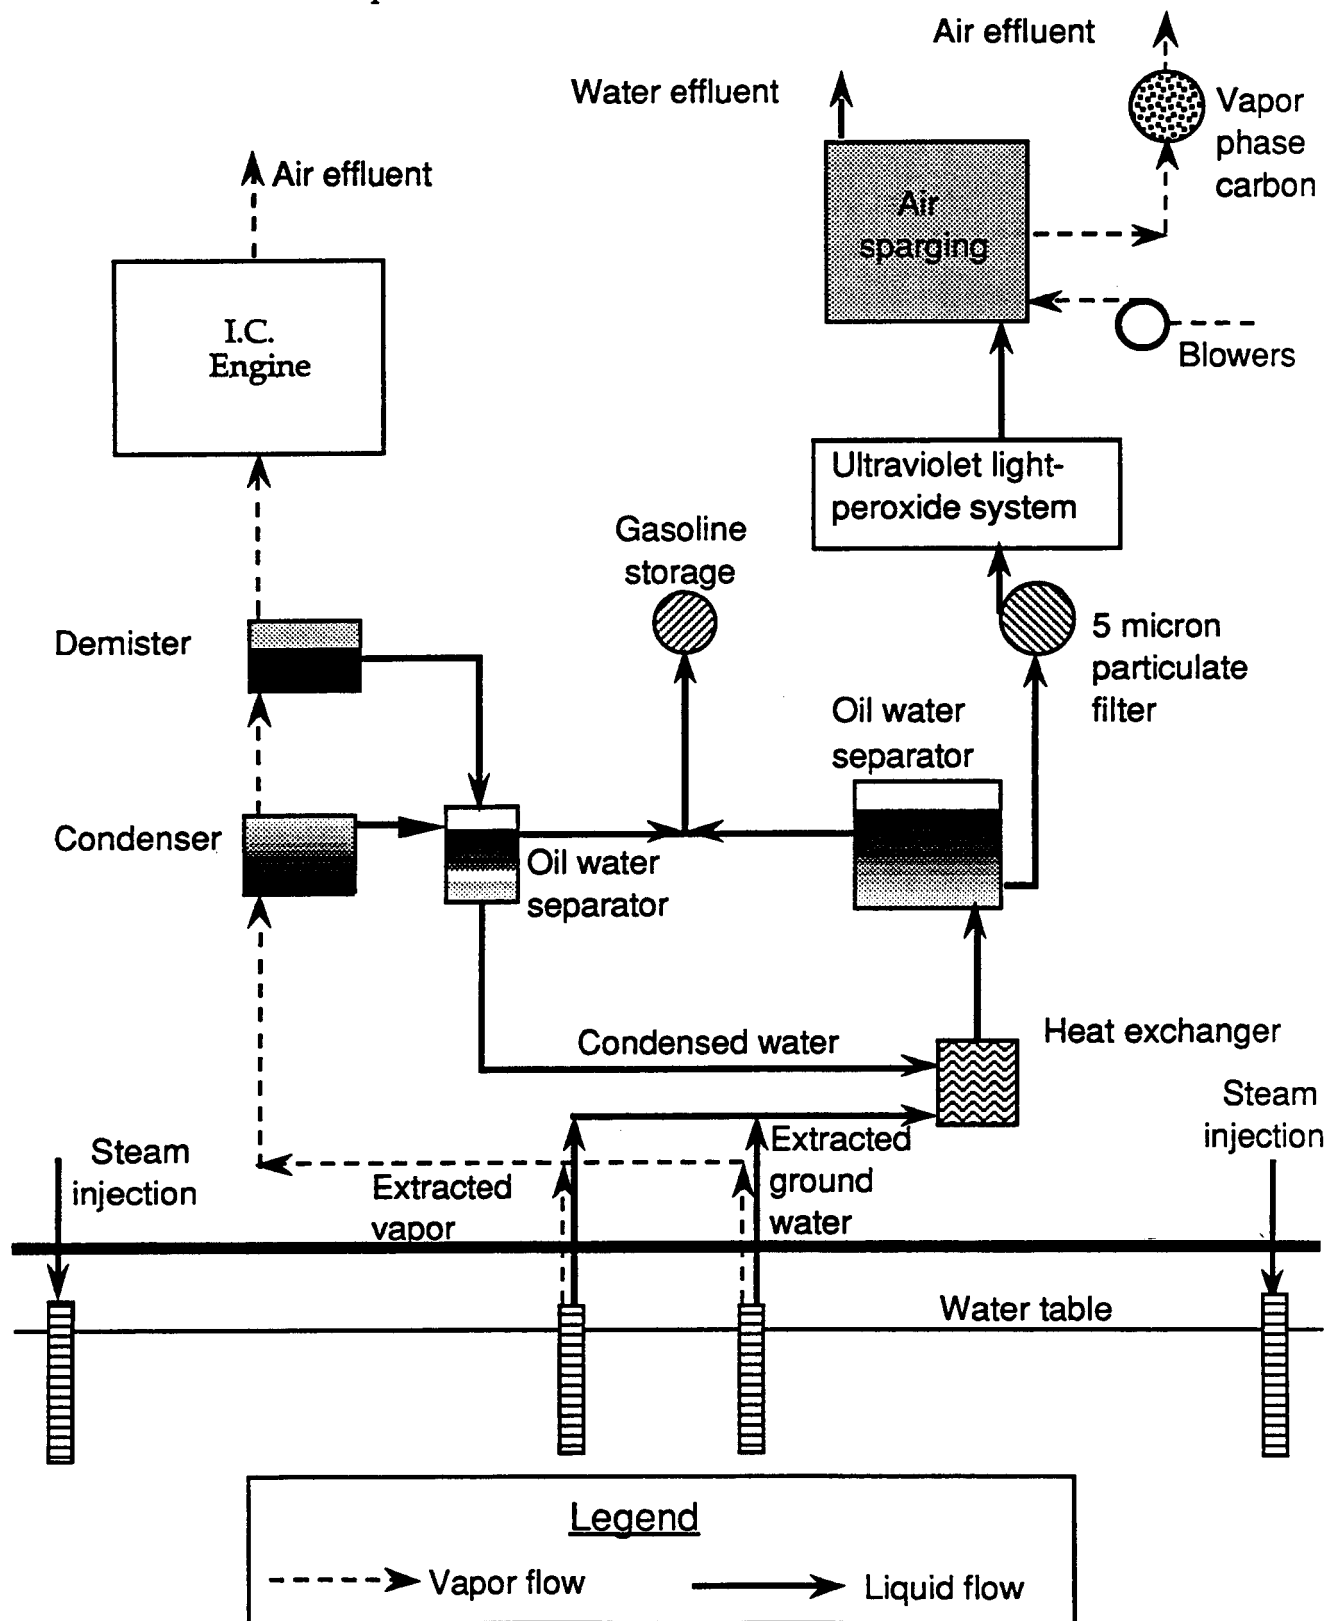 Air effluent
Water effluent
Vapor
phase
carbon
Air effluent
Air
sparging
I.C.
Engine
Blowers
Ultraviolet light-
peroxide system
Gasoline
storage
Demister
5 micron
particulate
filter
Oil water
separator
Condenser
Oil water
separator
Condensed water
Heat exchanger
Steam
injection
Extracted
ground
water
Steam
injection
Extracted
vapor
Water table
Legend
Vapor flow
Liquid flow